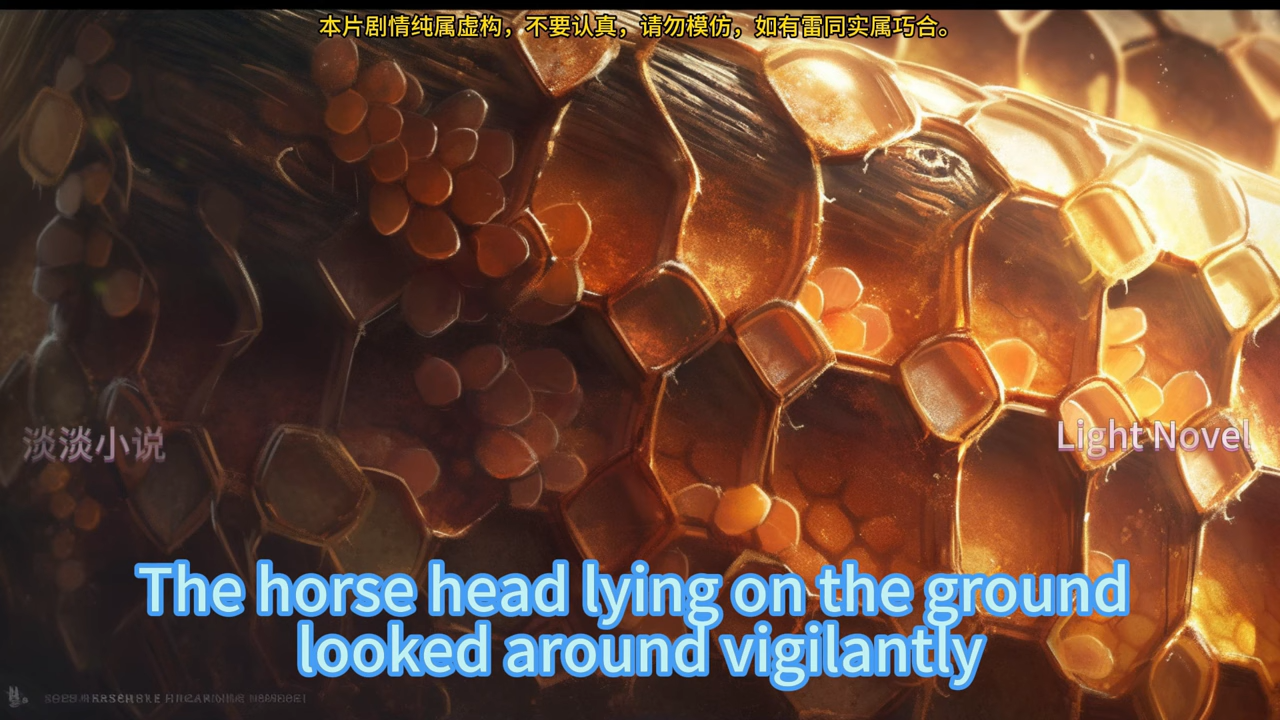 本片剧情纯属虚构，不要认真，请勿模仿，如有雷同实属巧合。
淡淡小说
Light Novel
The horse head lying on the ground
looked around vigilantly